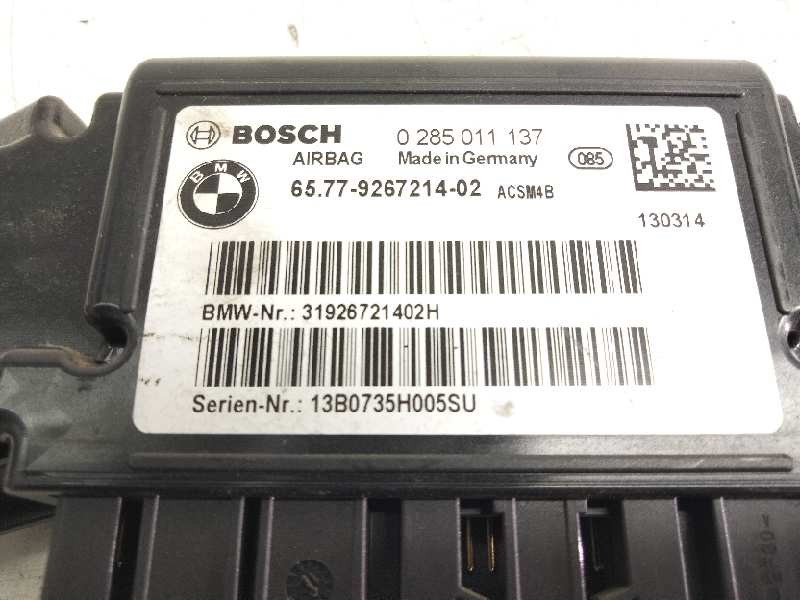 BOSCH 0 285 011 137
AIRBAG Made in Germany 085
BMW 65.77-9267214-02 ACSM4B
130314
BMW-Nr.: 31926721402H
Serien-Nr.: 13B0735H005SU